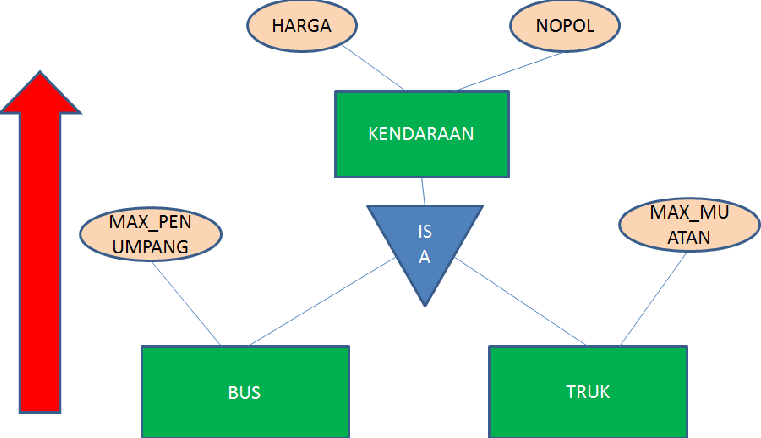 HARGA
NOPOL
KENDARAAN
MAX_PEN
UMPANG
IS
A
MAX_MU
ATAN
BUS
TRUK